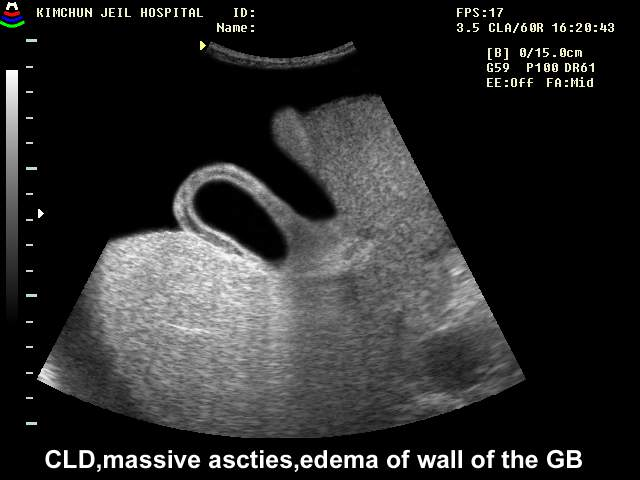 KIMCHUN JEIL HOSPITAL ID: FPS:17
Name: 3.5 CLA/60R 16:20:43
[B] 0/15.0cm
G59 P100 DR61
EE:Off FA:Mid
CLD,massive ascties,edema of wall of the GB